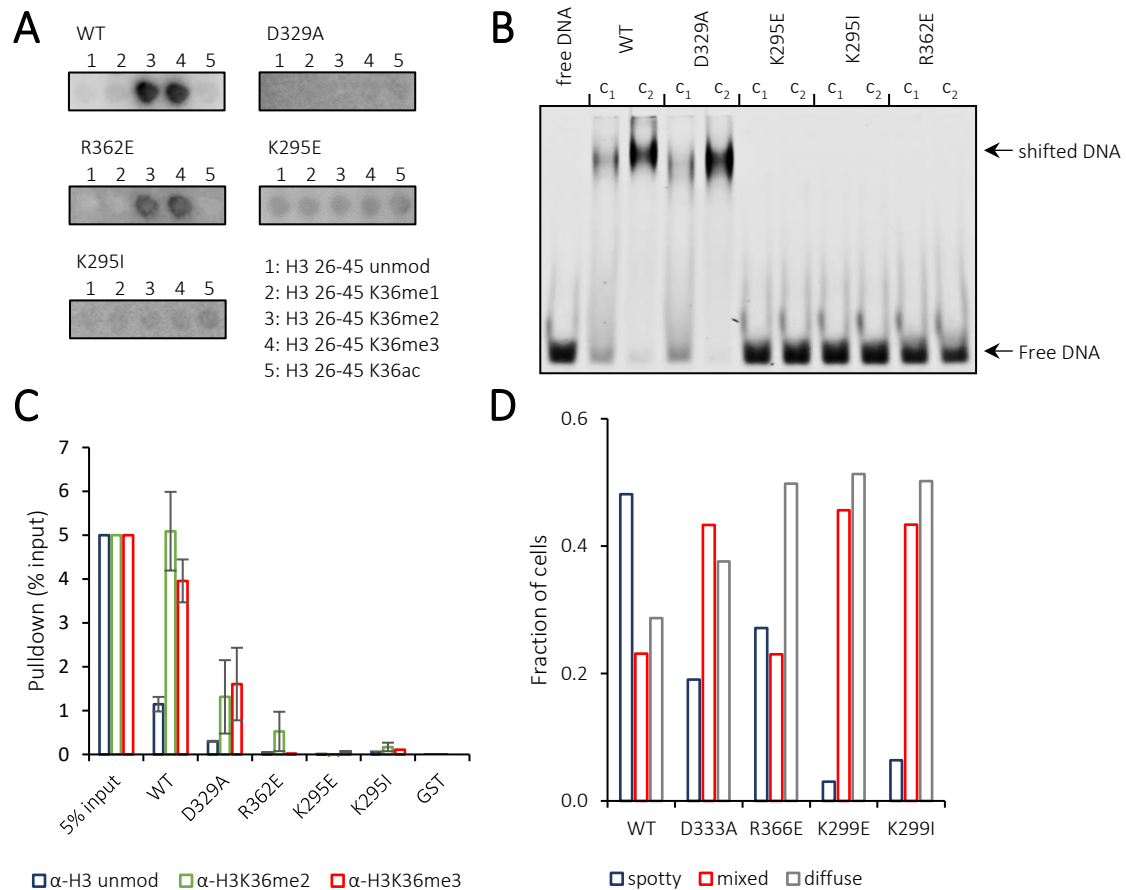 A
WT
1 2 3 4 5
D329A
1 2 3 4 5
R362E
1 2 3 4 5
K295E
1 2 3 4 5
K295I
1 2 3 4 5
1: H3 26-45 unmod
2: H3 26-45 K36me1
3: H3 26-45 K36me2
4: H3 26-45 K36me3
5: H3 26-45 K36ac
B
free DNA
WT
D329A
K295E
K295I
R362E
c1 c2 c1 c2 c1 c2 c1 c2 c1 c2
shifted DNA
Free DNA
C
Pulldown (% input)
7
6
5
4
3
2
1
0
5% input
WT
D329A
R362E
K295E
K295I
GST
α-H3 unmod α-H3K36me2 α-H3K36me3
D
Fraction of cells
0.6
0.4
0.2
0.0
WT D333A R366E K299E K299I
spotty mixed diffuse